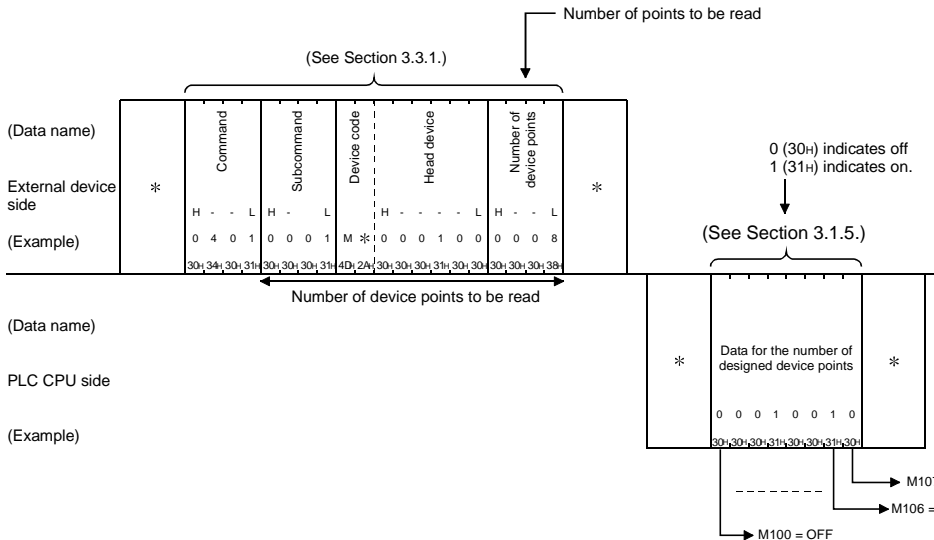 Number of points to be read
(See Section 3.3.1.)
(Data name)
Command
Subcommand
Device code
Head device
Number of
device points
0 (30H) indicates off
1 (31H) indicates on.
External device
side
*
*
H - - L H - L H - - - - L H - - L
(See Section 3.1.5.)
(Example)
0 4 0 1 0 0 0 1 M * 0 0 0 1 0 0 0 0 0 8
30H 34H 30H 31H 30H 30H 30H 31H 4D 2A 30H 30H 30H 31H 30H 30H 30H 30H 30H 38H
Number of device points to be read
(Data name)
Data for the number of
designed device points
*
*
PLC CPU side
0 0 0 1 0 0 1 0
(Example)
30H 30H 30H 31H 30H 30H 31H 30H
M107
M106 =
M100 = OFF